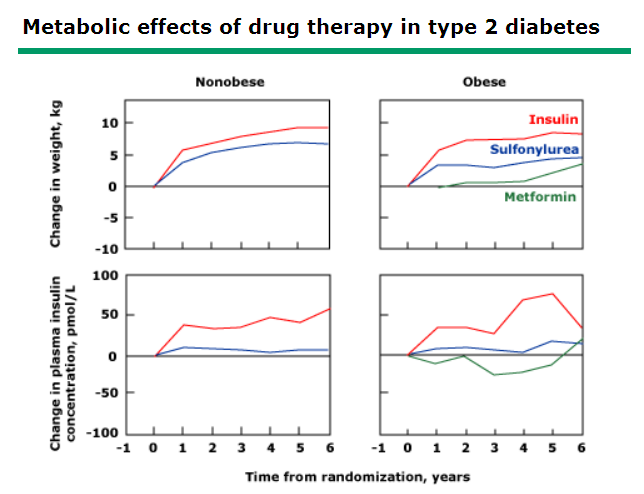 Metabolic effects of drug therapy in type 2 diabetes
Nonobese
Obese
Change in weight, kg
10
5
0
-5
-10
Insulin
Sulfonylurea
Metformin
Change in plasma insulin
concentration, pmol/L
100
50
0
-50
-100
-1 0 1 2 3 4 5 6
-1 0 1 2 3 4 5 6
Time from randomization, years